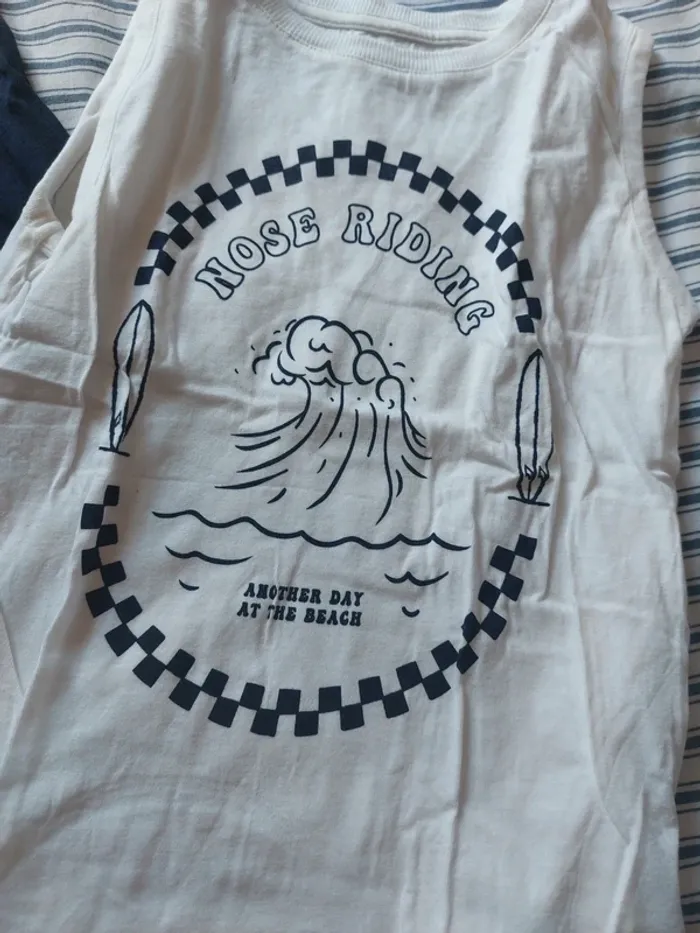 NOSE RIDING
ANOTHER DAY
AT THE BEACH